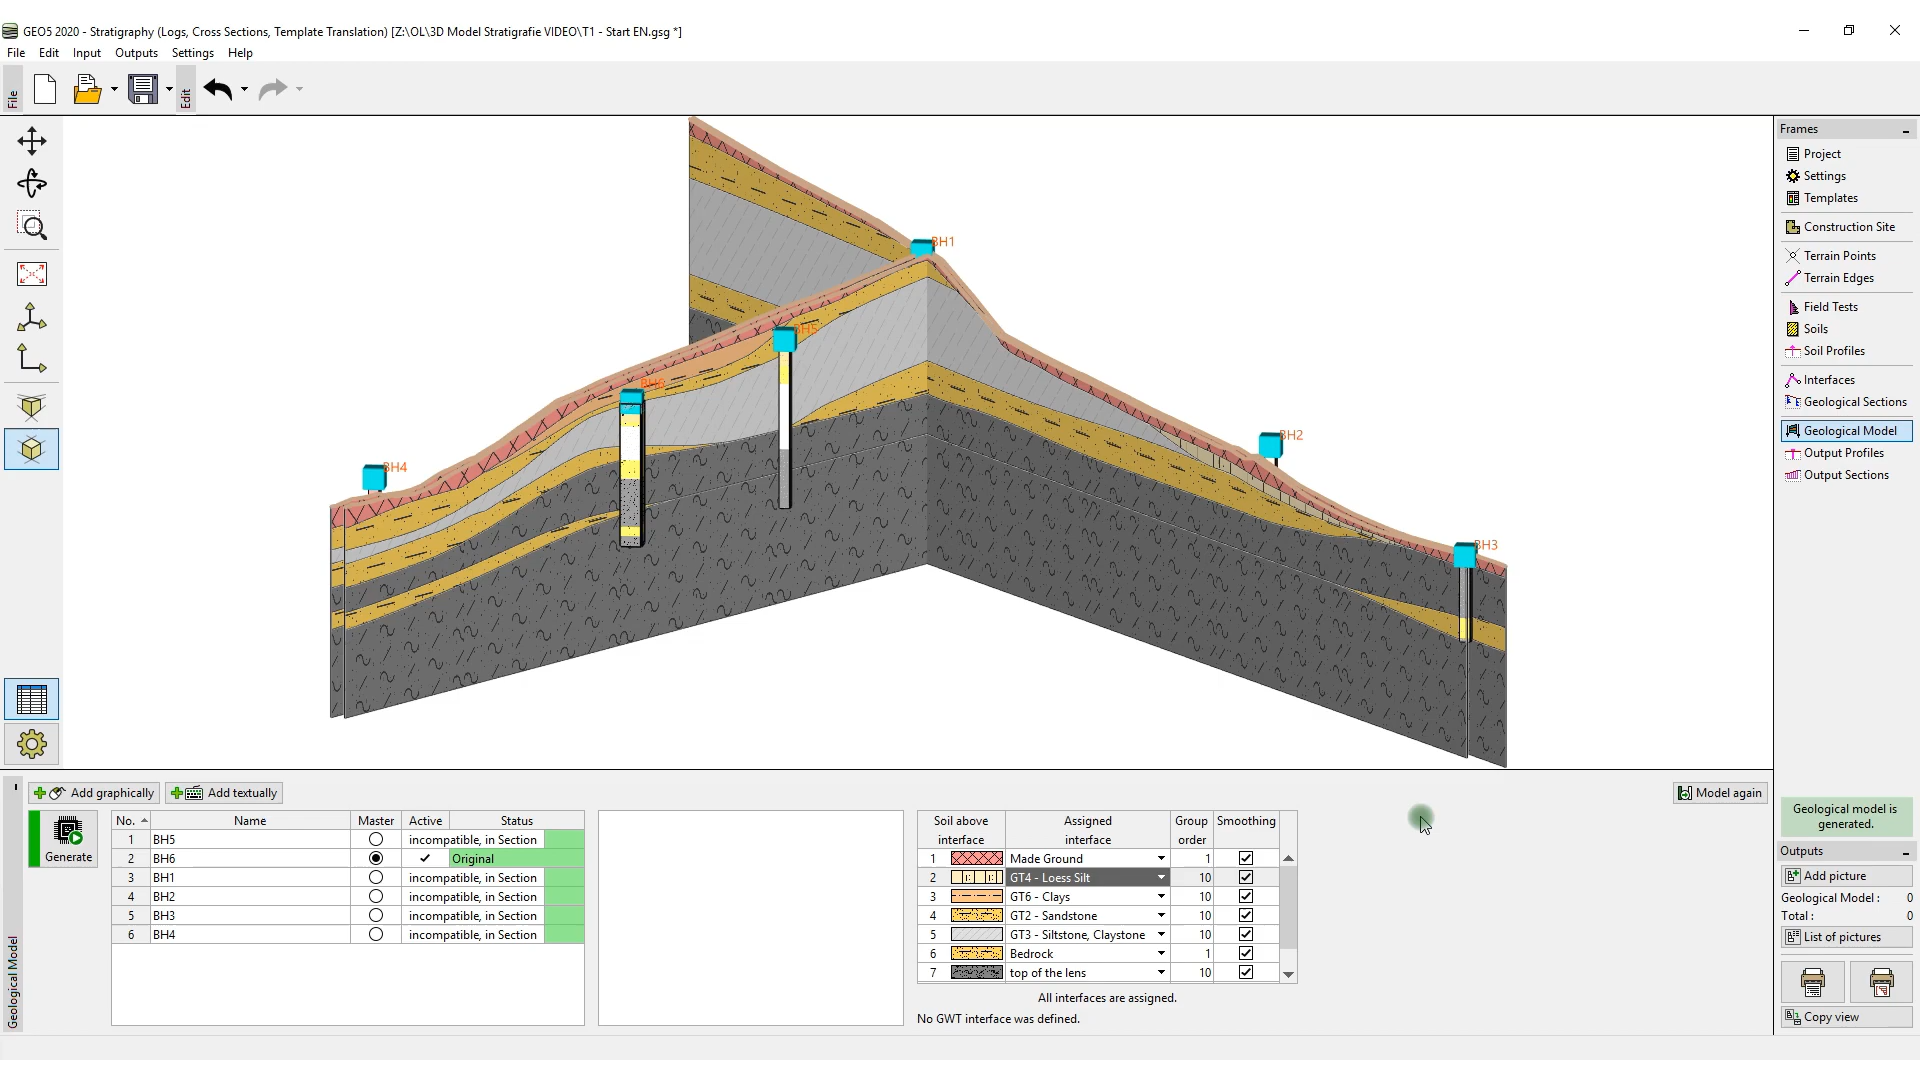 GEO5 2020 - Stratigraphy (Logs, Cross Sections, Template Translation) [Z:\OL\3D Model Stratigrafie VIDEO\T1 - Start EN.gsg *]
File Edit Input Outputs Settings Help
File
Edit
BH1
BH5
BH6
BH2
BH4
BH3
Frames
Project
Settings
Templates
Construction Site
Terrain Points
Terrain Edges
Field Tests
Soils
Soil Profiles
Interfaces
Geological Sections
Geological Model
Output Profiles
Output Sections
Geological model is
generated.
Outputs
Add picture
Geological Model : 0
Total : 0
List of pictures
Copy view
Geological Model
Add graphically Add textually
Model again
Generate
No. Name Master Active Status
1 BH5 incompatible, in Section
2 BH6 Original
3 BH1 incompatible, in Section
4 BH2 incompatible, in Section
5 BH3 incompatible, in Section
6 BH4 incompatible, in Section
Soil above Assigned Group Smoothing
interface interface order
1 Made Ground 1
2 GT4 - Loess Silt 10
3 GT6 - Clays 10
4 GT2 - Sandstone 10
5 GT3 - Siltstone, Claystone 10
6 Bedrock 1
7 top of the lens 10
All interfaces are assigned.
No GWT interface was defined.